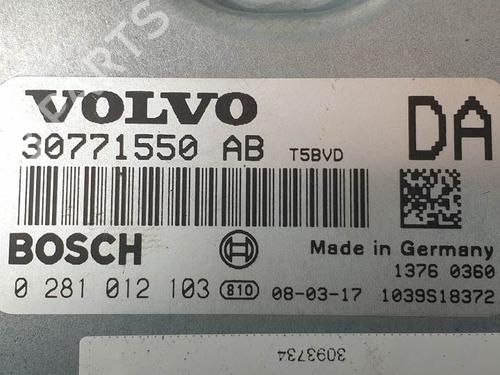 VOLVO
30771550 AB T5BVD
DA
BOSCH
Made in Germany
1376 0360
0 281 012 103 810 08-03-17 1039S18372
3093734
PARTS